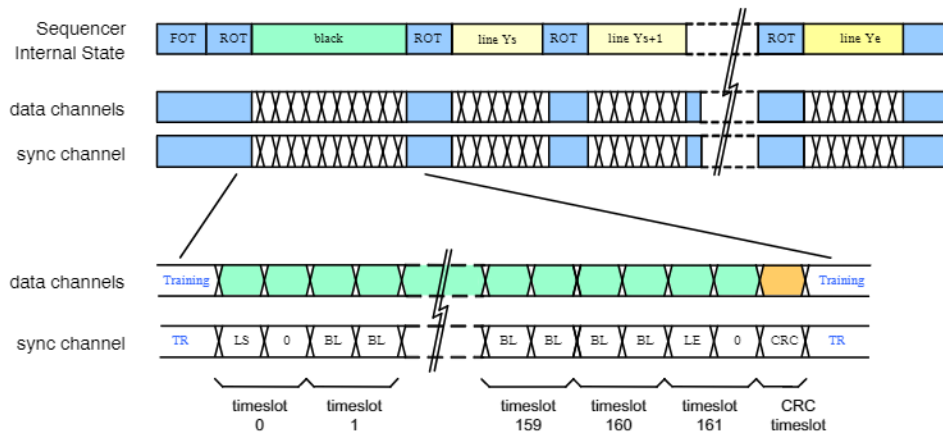 Sequencer
Internal State
FOT ROT black ROT line Ys ROT line Ys+1 ROT line Ye
data channels
sync channel
data channels Training Training
sync channel TR LS 0 BL BL BL BL BL BL LE 0 CRC TR
timeslot timeslot timeslot timeslot timeslot CRC
0 1 159 160 161 timeslot